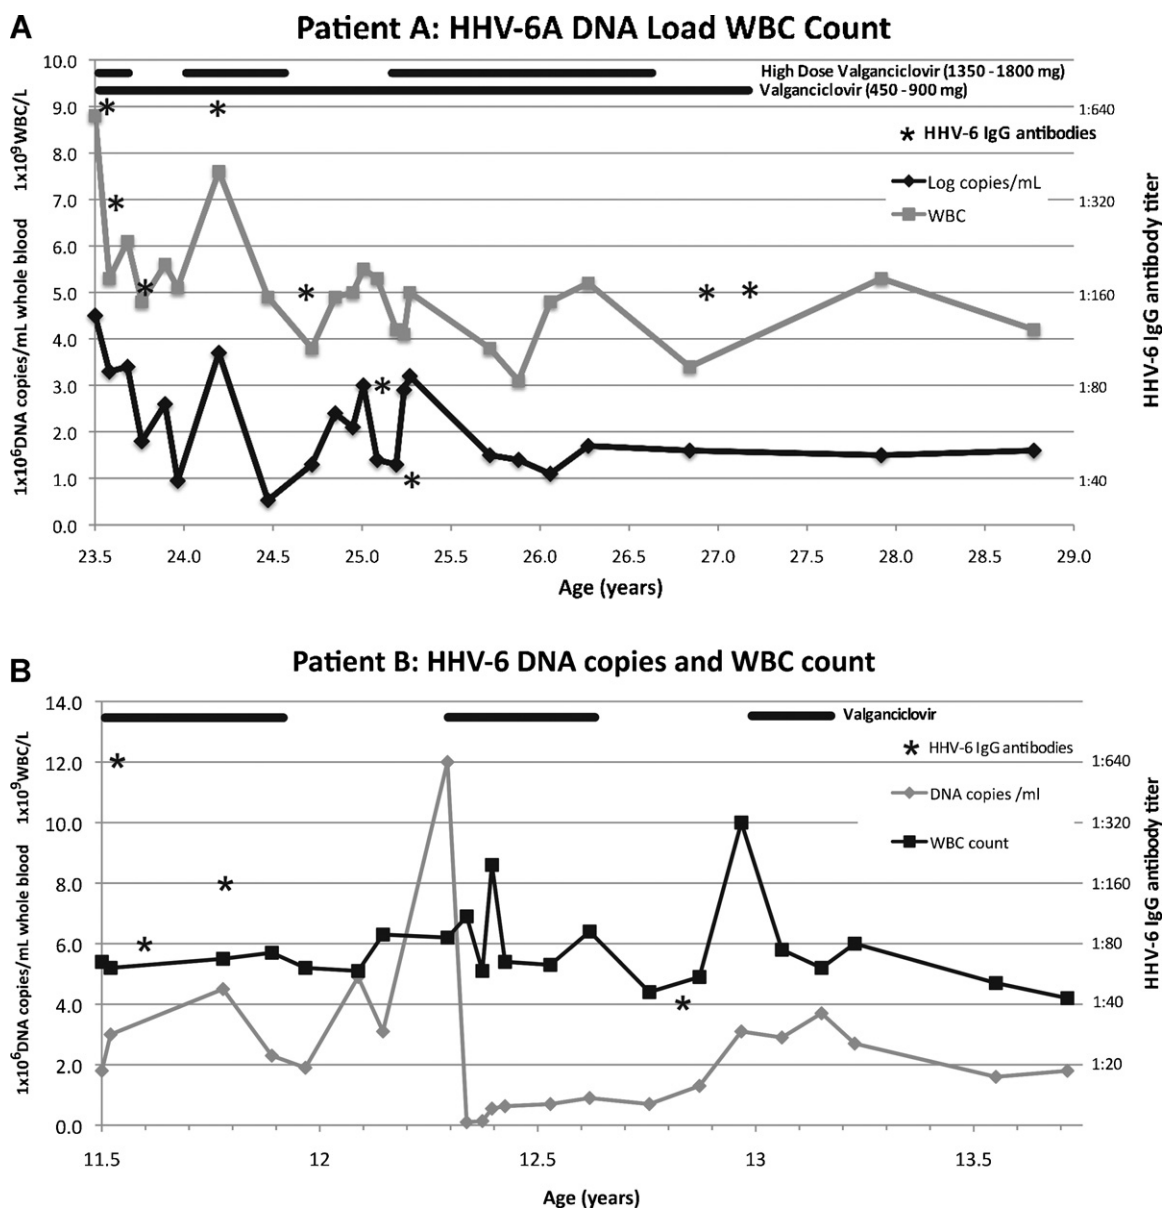 A
Patient A: HHV-6A DNA Load WBC Count
1x10⁶DNA copies/mL whole blood 1x10⁹WBC/L
10.0
9.0
8.0
7.0
6.0
5.0
4.0
3.0
2.0
1.0
0.0
High Dose Valganciclovir (1350 -1800 mg)
Valganciclovir (450 -900 mg)
* HHV-6 IgG antibodies
Log copies/mL
WBC
1:640
1:320
1:160
1:80
1:40
HHV-6 IgG antibody titer
23.5 24.0 24.5 25.0 25.5 26.0 26.5 27.0 27.5 28.0 28.5 29.0
Age (years)
B
Patient B: HHV-6 DNA copies and WBC count
1x10⁶DNA copies/mL whole blood 1x10⁹WBC/L
14.0
12.0
10.0
8.0
6.0
4.0
2.0
0.0
Valganciclovir
* HHV-6 IgG antibodies
DNA copies /ml
WBC count
1:640
1:320
1:160
1:80
1:40
1:20
HHV-6 IgG antibody titer
11.5 12 12.5 13 13.5
Age (years)